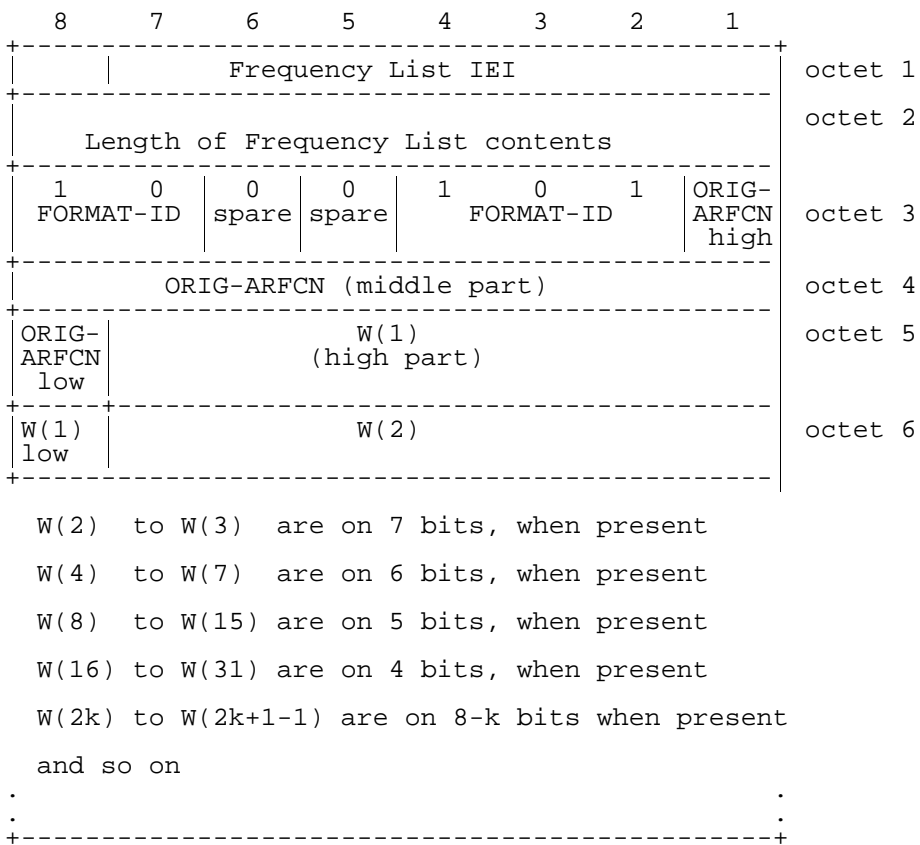 8 7 6 5 4 3 2 1
+-----------------------------------------------+
Frequency List IEI octet 1
+-----------------------------------------------
octet 2
Length of Frequency List contents
+-----------------------------------------------
1 0 0 0 1 0 1 ORIG-
FORMAT-ID spare spare FORMAT-ID ARFCN octet 3
high
+-----------------------------------------------
ORIG-ARFCN (middle part) octet 4
+-----------------------------------------------
ORIG- W(1) octet 5
ARFCN (high part)
low
+-----+-----------------------------------------
W(1) W(2) octet 6
low
+-----------------------------------------------
W(2) to W(3) are on 7 bits, when present
W(4) to W(7) are on 6 bits, when present
W(8) to W(15) are on 5 bits, when present
W(16) to W(31) are on 4 bits, when present
W(2k) to W(2k+1-1) are on 8-k bits when present
and so on
. .
. .
+-----------------------------------------------+